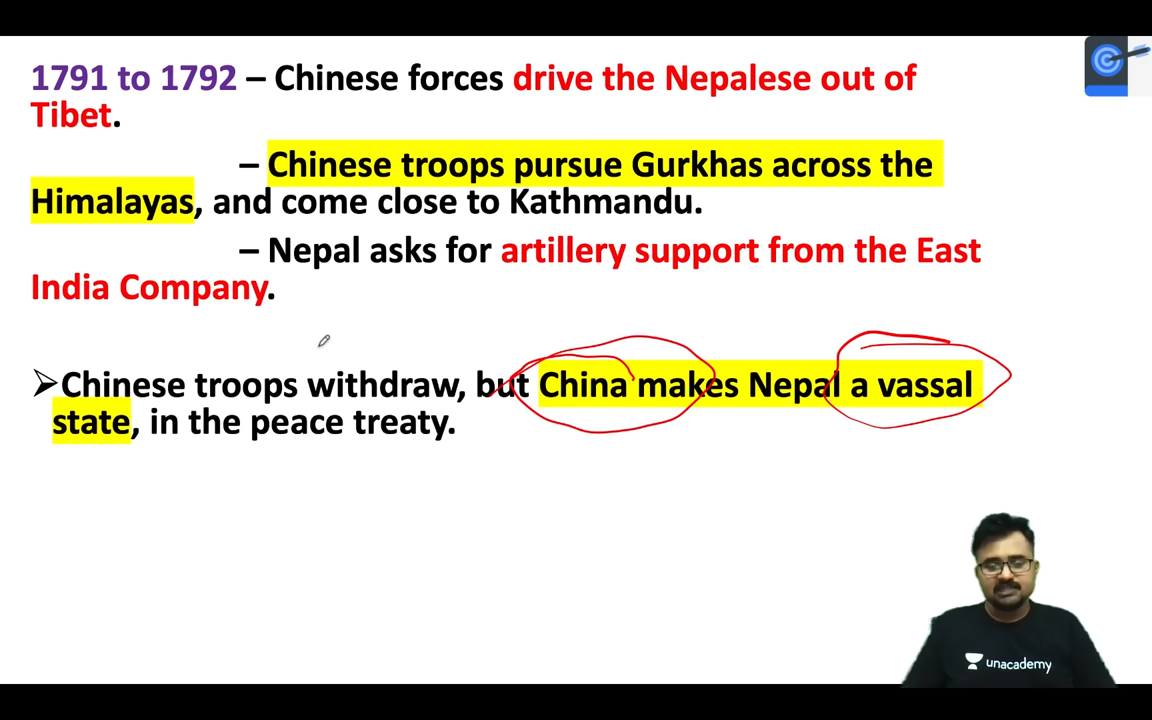 1791 to 1792 – Chinese forces drive the Nepalese out of
Tibet.
– Chinese troops pursue Gurkhas across the
Himalayas, and come close to Kathmandu.
– Nepal asks for artillery support from the East
India Company.
➢Chinese troops withdraw, but China makes Nepal a vassal
state, in the peace treaty.
unacademy